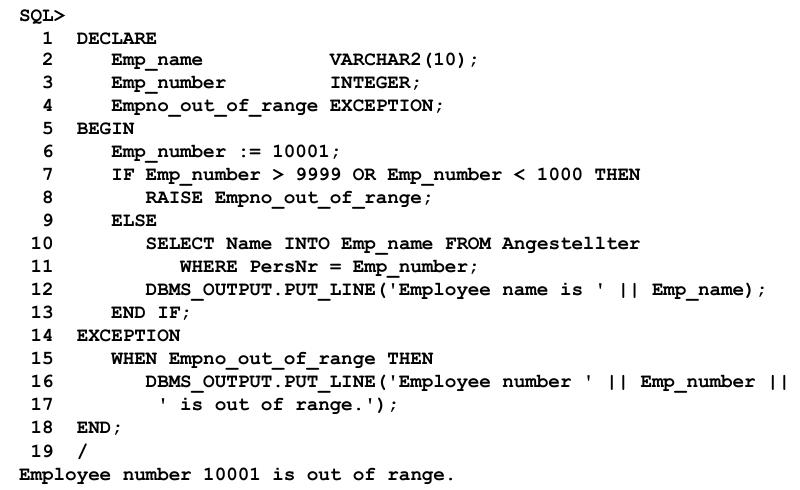 SQL>
1 DECLARE
2 Emp_name VARCHAR2(10);
3 Emp_number INTEGER;
4 Empno_out_of_range EXCEPTION;
5 BEGIN
6 Emp_number := 10001;
7 IF Emp_number > 9999 OR Emp_number < 1000 THEN
8 RAISE Empno_out_of_range;
9 ELSE
10 SELECT Name INTO Emp_name FROM Angestellter
11 WHERE PersNr = Emp_number;
12 DBMS_OUTPUT.PUT_LINE('Employee name is ' || Emp_name);
13 END IF;
14 EXCEPTION
15 WHEN Empno_out_of_range THEN
16 DBMS_OUTPUT.PUT_LINE('Employee number ' || Emp_number ||
17 ' is out of range.');
18 END;
19 /
Employee number 10001 is out of range.